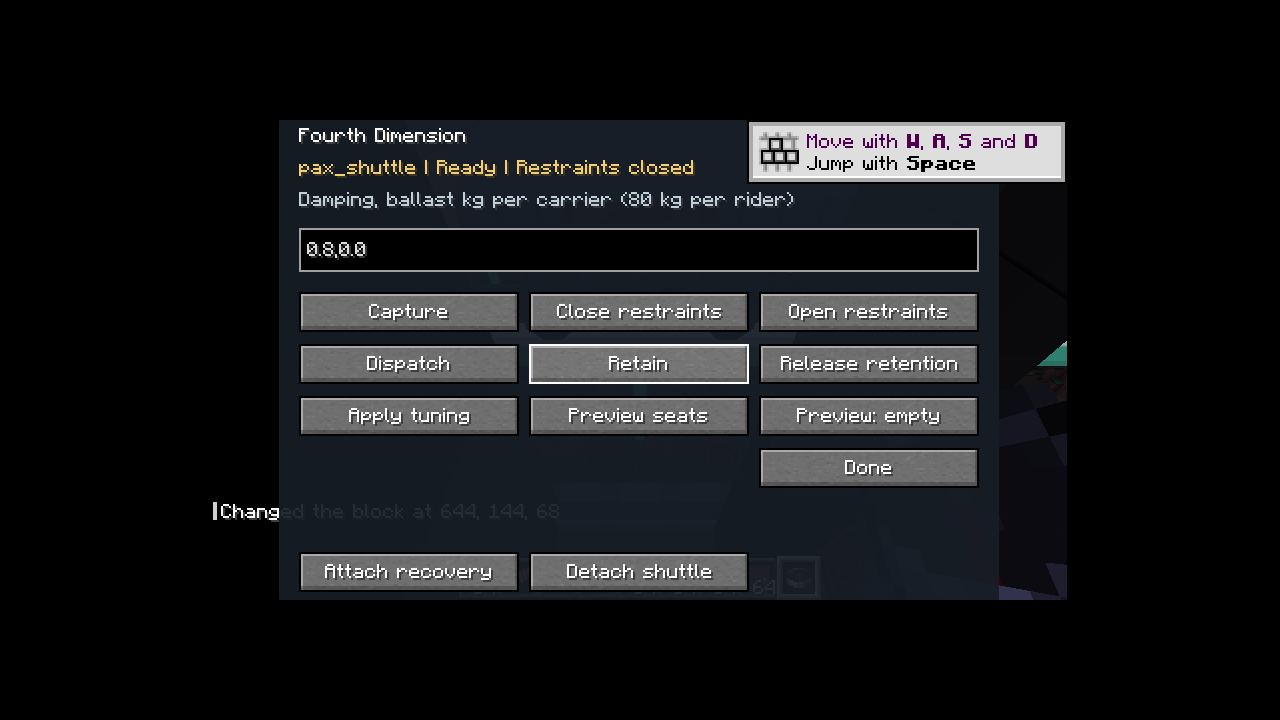 Fourth Dimension
Move with W, A, S and D
Jump with Space
pax_shuttle | Ready | Restraints closed
Damping, ballast kg per carrier (80 kg per rider)
0.8,0.0
Capture
Close restraints
Open restraints
Dispatch
Retain
Release retention
Apply tuning
Preview seats
Preview: empty
Done
Changed the block at 644, 144, 68
Attach recovery
Detach shuttle
64